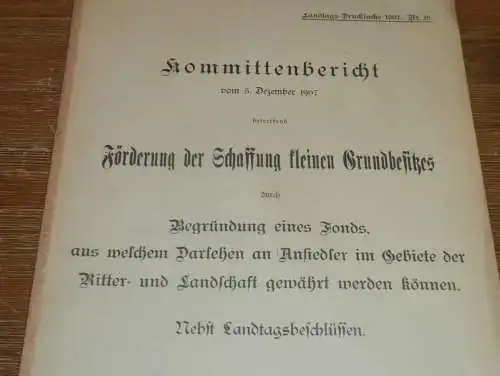 Landtags-Drucksache 1907. Nr.
Kommittenbericht
vom 5. Dezember 1907
betreffend
Förderung der Schaffung kleinen Grundbesitzes
durch
Begründung eines Fonds,
aus welchem Darlehen an Ansiedler im Gebiete der
Ritter- und Landschaft gewährt werden können.
Nebst Landtagsbeschlüssen.